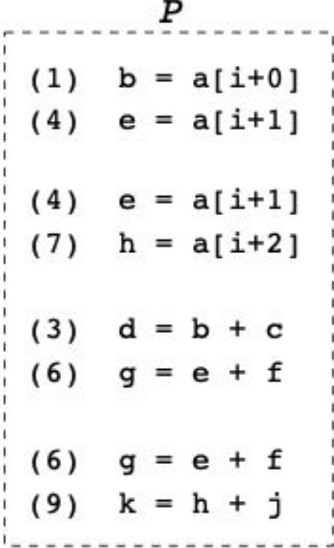 P
(1) b = a[i+0]
(4) e = a[i+1]
(4) e = a[i+1]
(7) h = a[i+2]
(3) d = b + c
(6) g = e + f
(6) g = e + f
(9) k = h + j